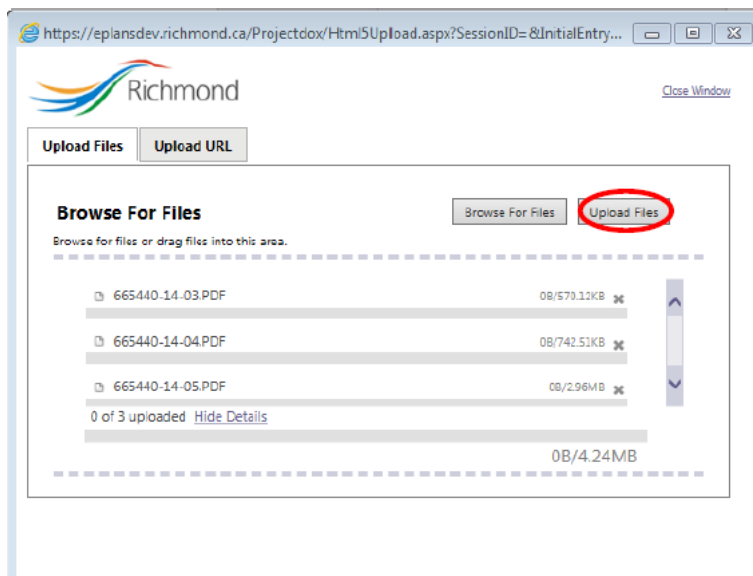 https://eplansdev.richmond.ca/Projectdox/Html5Upload.aspx?SessionID=&InitialEntry...
Richmond
Close Window
Upload Files Upload URL
Browse For Files Browse For Files Upload Files
Browse for files or drag files into this area.
665440-14-03.PDF 0B/570.12KB
665440-14-04.PDF 0B/742.51KB
665440-14-05.PDF 0B/2.96MB
0 of 3 uploaded Hide Details
0B/4.24MB